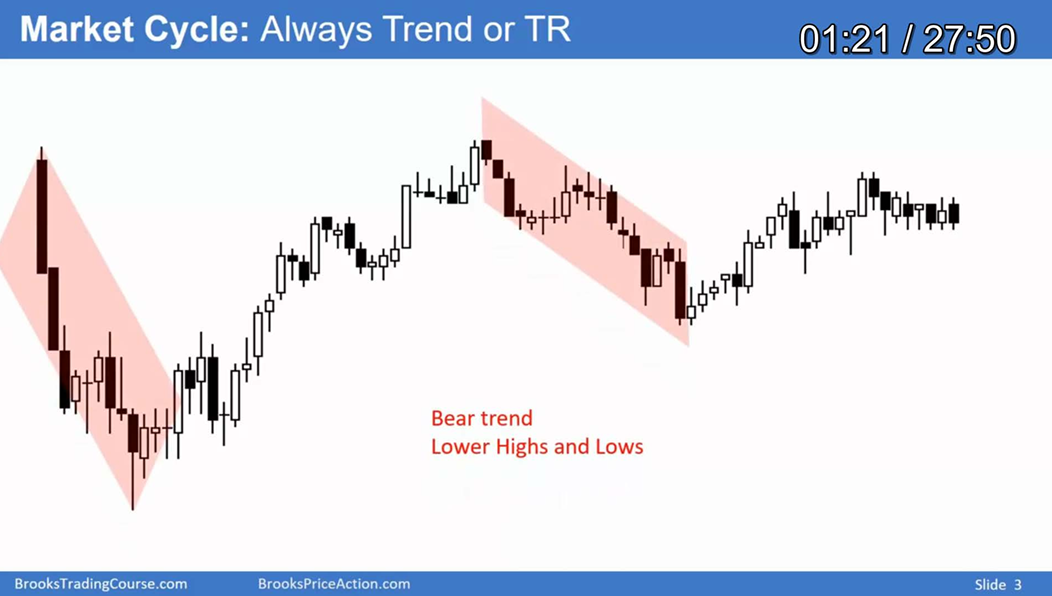 Market Cycle: Always Trend or TR
01:21 / 27:50
Bear trend
Lower Highs and Lows
BrooksTradingCourse.com
BrooksPriceAction.com
Slide 3